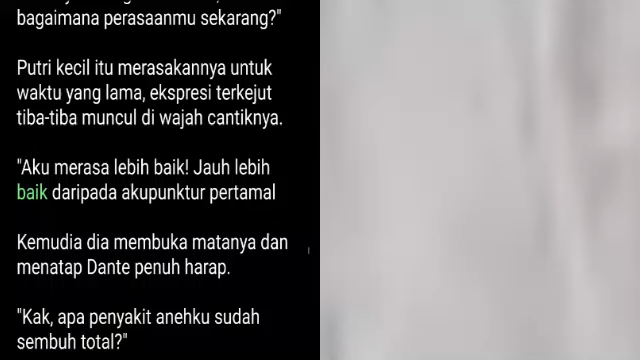 bagaimana perasaanmu sekarang?"
Putri kecil itu merasakannya untuk
waktu yang lama, ekspresi terkejut
tiba-tiba muncul di wajah cantiknya.
"Aku merasa lebih baik! Jauh lebih
baik daripada akupunktur pertamal
Kemudia dia membuka matanya dan
menatap Dante penuh harap.
"Kak, apa penyakit anehku sudah
sembuh total?"